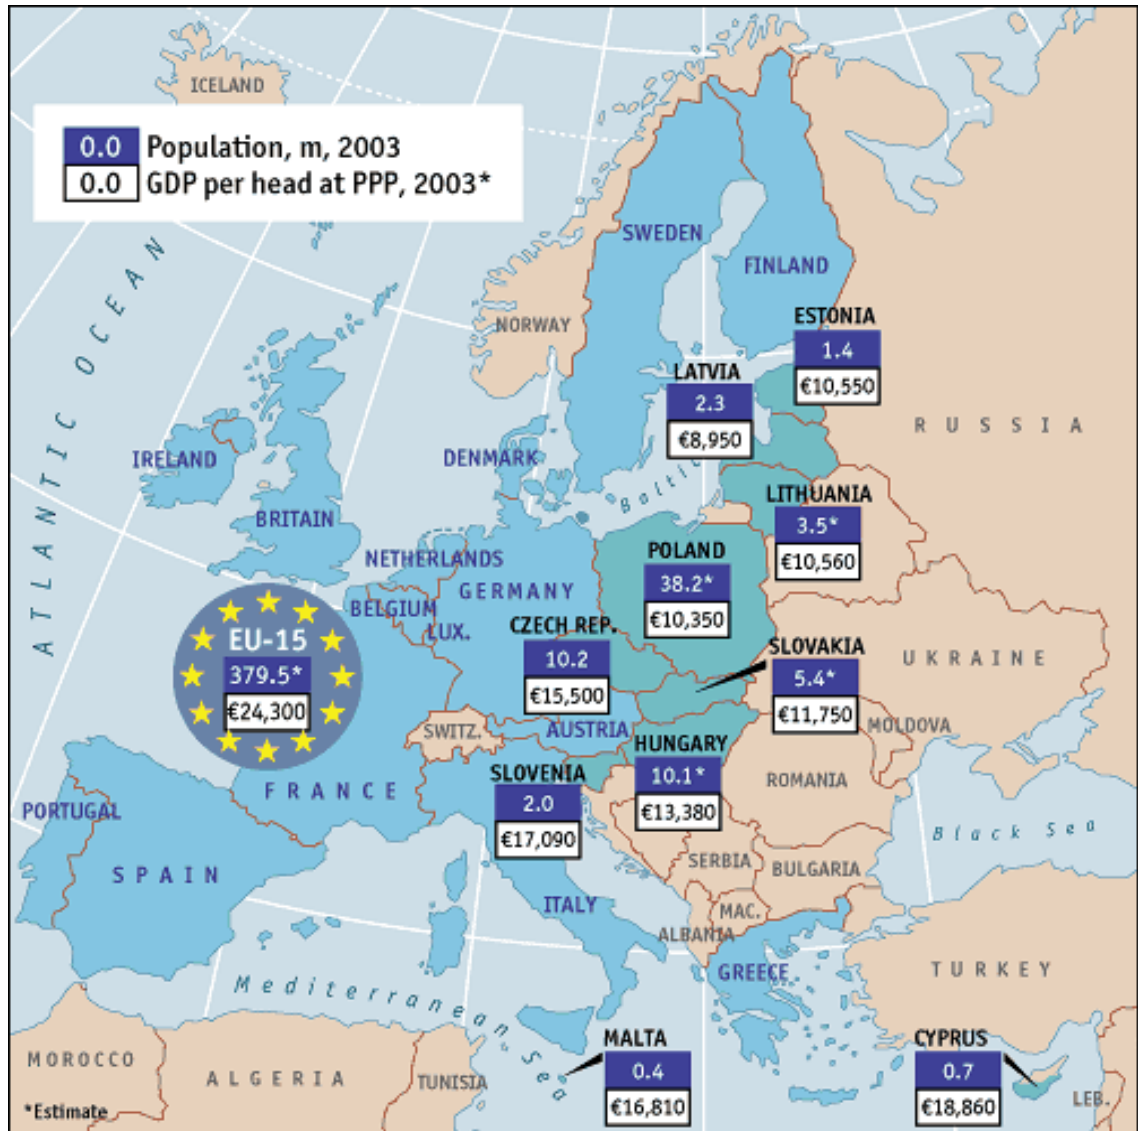 ICELAND
0.0 Population, m, 2003
0.0 GDP per head at PPP, 2003*
ATLANTIC OCEAN
SWEDEN
FINLAND
NORWAY
ESTONIA
1.4
€10,550
LATVIA
2.3
€8,950
RUSSIA
IRELAND
DENMARK
Baltic
LITHUANIA
3.5*
€10,560
BRITAIN
NETHERLANDS
POLAND
38.2*
€10,350
GERMANY
BELGIUM
LUX.
CZECH REP.
10.2
€15,500
EU-15
379.5*
€24,300
SLOVAKIA
5.4*
€11,750
UKRAINE
SWITZ.
AUSTRIA
MOLDOVA
HUNGARY
10.1*
€13,380
SLOVENIA
2.0
€17,090
ROMANIA
FRANCE
PORTUGAL
SPAIN
Black Sea
SERBIA
BULGARIA
ITALY
MAC.
ALBANIA
GREECE
TURKEY
Mediterranean Sea
MALTA
0.4
€16,810
CYPRUS
0.7
€18,860
MOROCCO
ALGERIA
TUNISIA
LEB.
*Estimate